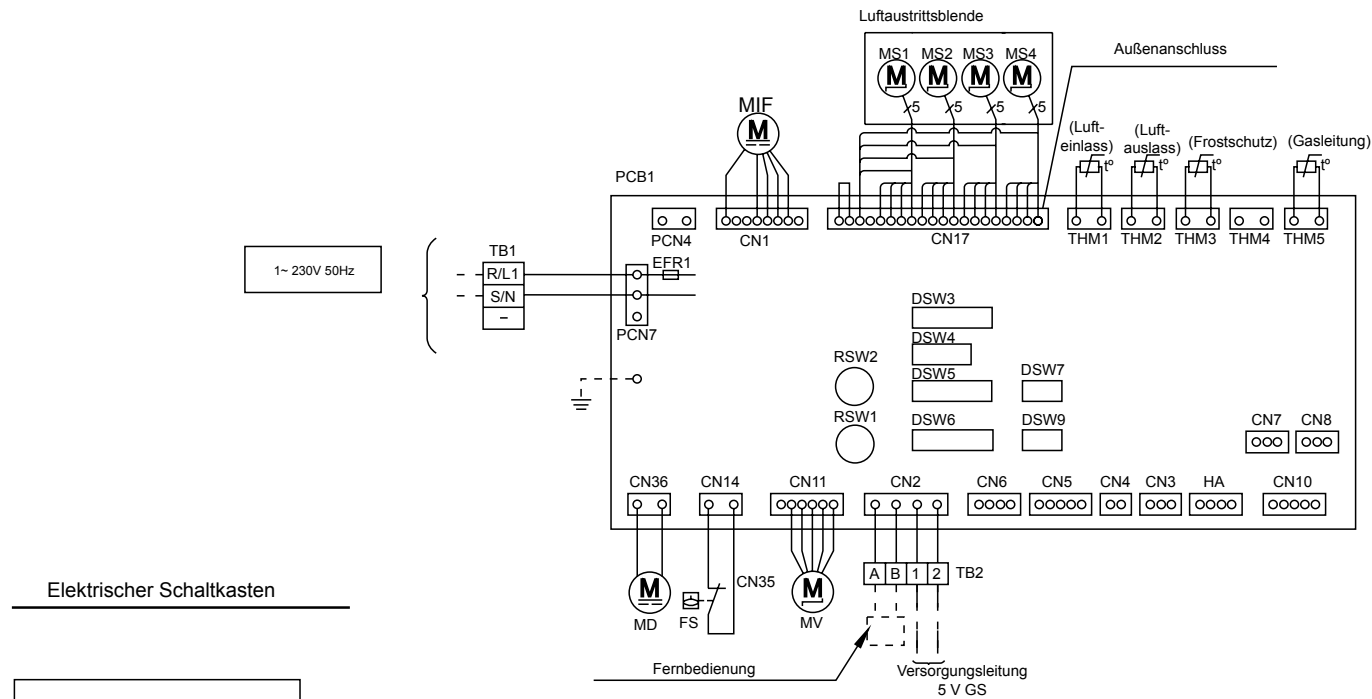 Luftaustrittsblende
MS1 MS2 MS3 MS4
M M M M
5 5 5 5
Außenanschluss
MIF
M
(Luft-
einlass)
(Luft-
auslass)
(Frostschutz)
(Gasleitung)
t° t° t° t°
PCB1
PCN4
CN1
CN17
THM1 THM2 THM3 THM4 THM5
1~ 230V 50Hz
TB1
R/L1
S/N
–
EFR1
PCN7
DSW3
DSW4
RSW2
DSW5
DSW7
RSW1
DSW6
DSW9
CN7 CN8
CN36 CN14 CN11 CN2 CN6 CN5 CN4 CN3 HA CN10
A B 1 2 TB2
CN35
M
MD
FS
M
MV
Elektrischer Schaltkasten
Fernbedienung
Versorgungsleitung
5 V GS